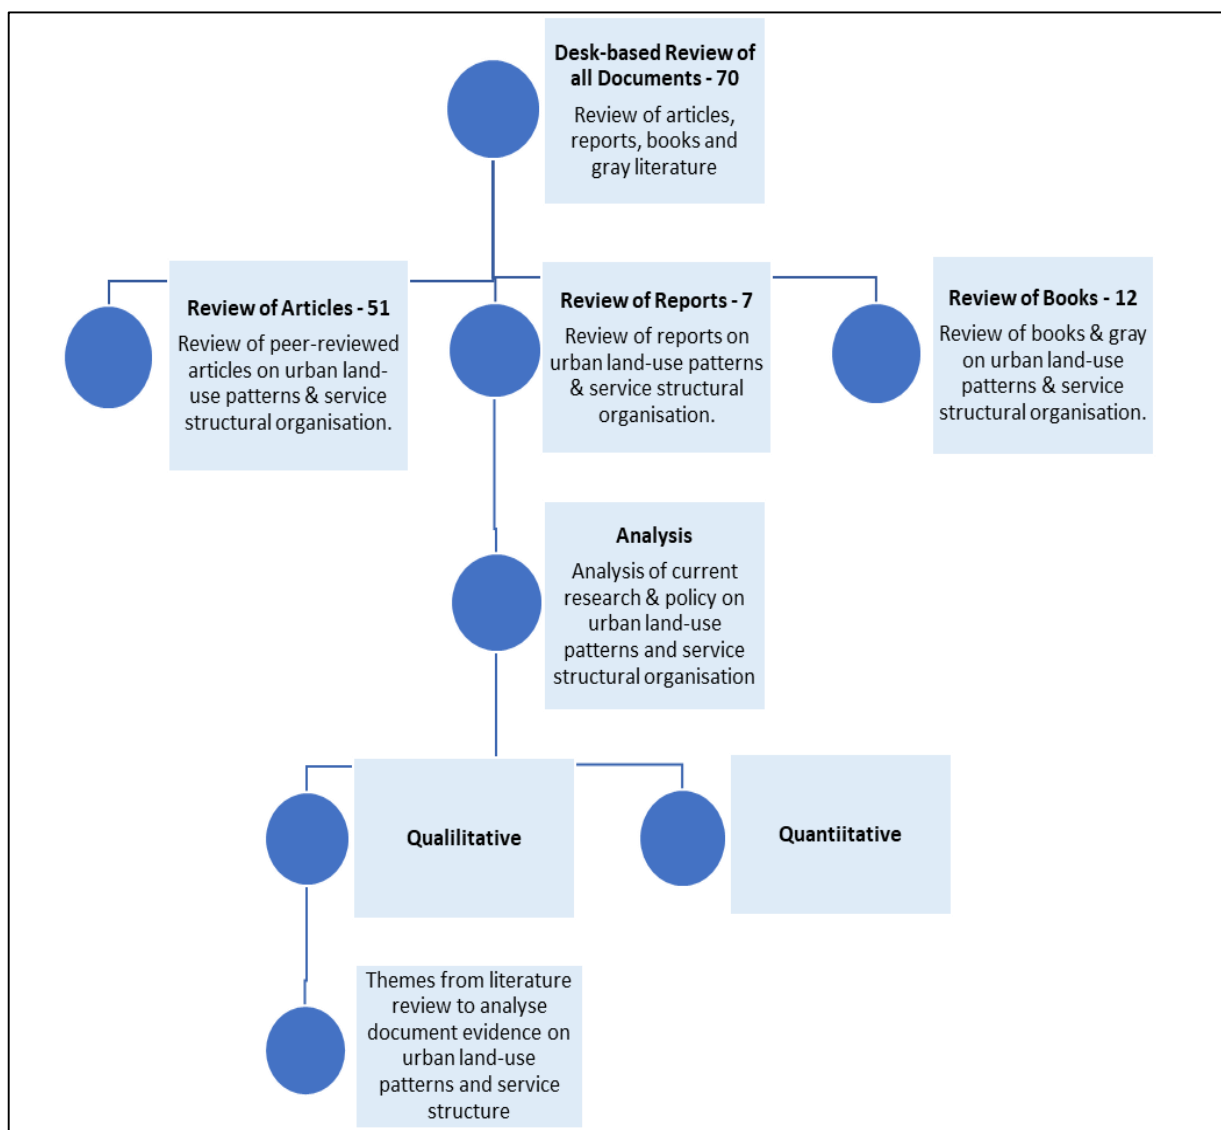 Desk-based Review of
all Documents - 70
Review of articles,
reports, books and
gray literature
Review of Articles - 51
Review of peer-reviewed
articles on urban land-
use patterns & service
structural organisation.
Review of Reports - 7
Review of reports on
urban land-use patterns
& service structural
organisation.
Review of Books - 12
Review of books & gray
on urban land-use
patterns & service
structural organisation.
Analysis
Analysis of current
research & policy on
urban land-use
patterns and service
structural organisation
Qualilitative
Quantiitative
Themes from literature
review to analyse
document evidence on
urban land-use
patterns and service
structure